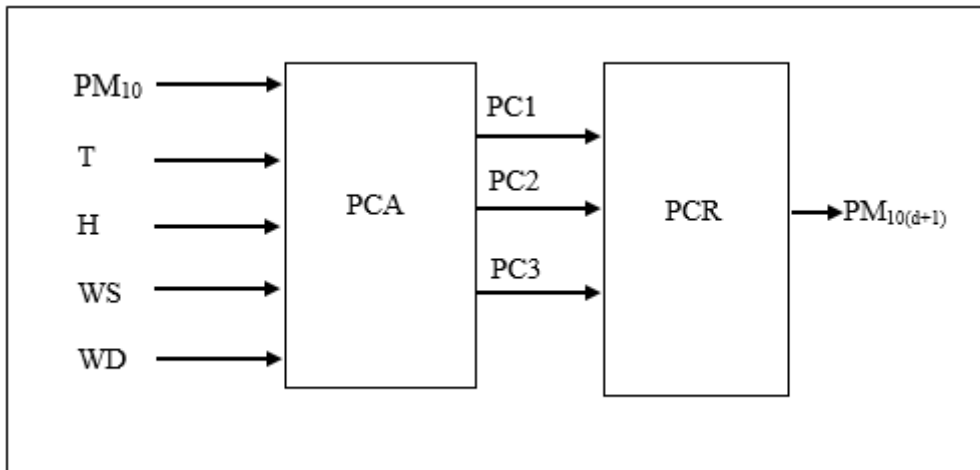 PM10
T
H
WS
WD
PCA
PC1
PC2
PC3
PCR
PM10(d+1)